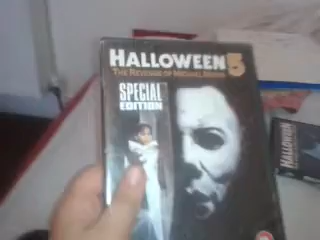 HALLOWEEN 5
THE REVENGE OF MICHAEL MYERS
SPECIAL
EDITION
HALLOWEEN